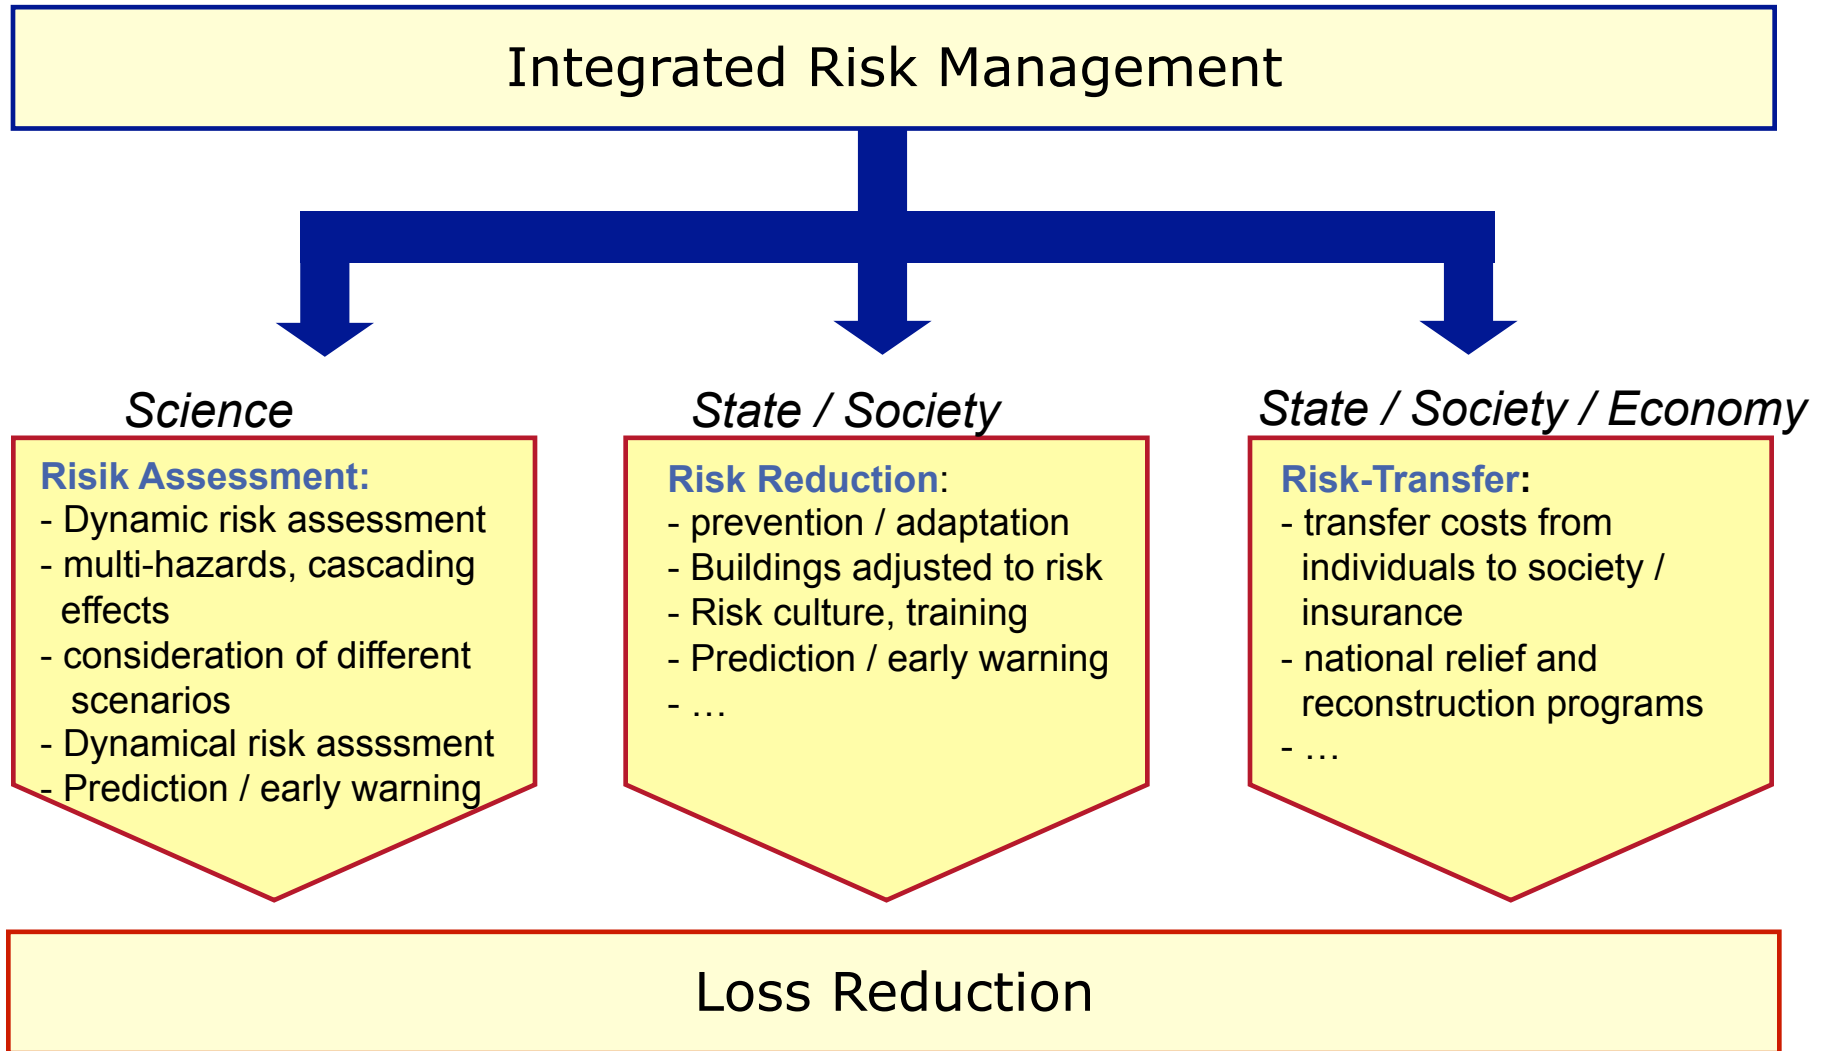 Integrated Risk Management
Science
Risik Assessment:
- Dynamic risk assessment
- multi-hazards, cascading
effects
- consideration of different
scenarios
- Dynamical risk assssment
- Prediction / early warning
State / Society
Risk Reduction:
- prevention / adaptation
- Buildings adjusted to risk
- Risk culture, training
- Prediction / early warning
- …
State / Society / Economy
Risk-Transfer:
- transfer costs from
individuals to society /
insurance
- national relief and
reconstruction programs
- …
Loss Reduction